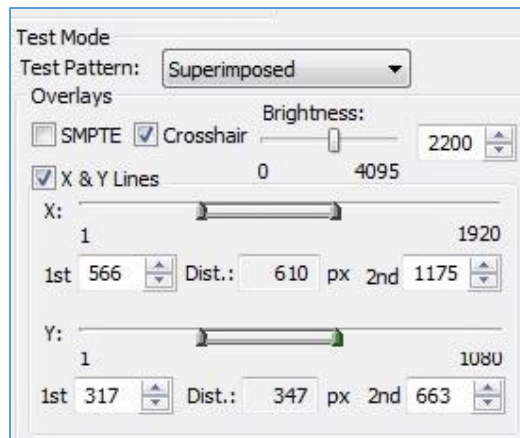 Test Mode
Test Pattern: Superimposed
Overlays
Brightness:
SMPTE Crosshair 2200
0 4095
X & Y Lines
X:
1 1920
1st 566 Dist.: 610 px 2nd 1175
Y:
1 1080
1st 317 Dist.: 347 px 2nd 663